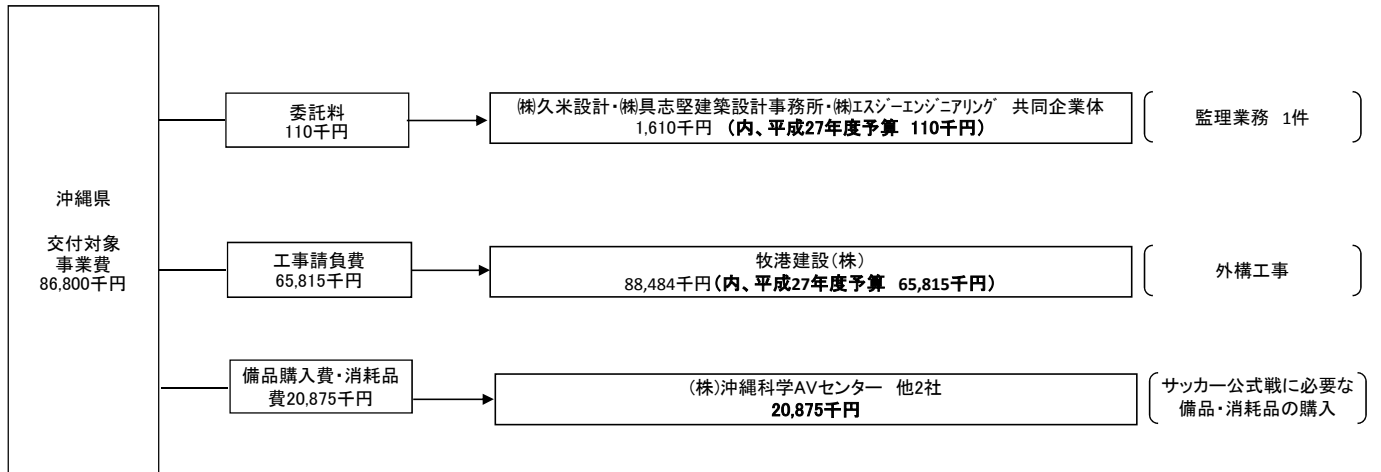 沖縄県
交付対象
事業費
86,800千円
委託料
110千円
㈱久米設計・㈱具志堅建築設計事務所・㈱エスジーエンジニアリング 共同企業体
1,610千円 (内、平成27年度予算 110千円)
監理業務 1件
工事請負費
65,815千円
牧港建設(株)
88,484千円(内、平成27年度予算 65,815千円)
外構工事
備品購入費・消耗品
費20,875千円
(株)沖縄科学AVセンター 他2社
20,875千円
サッカー公式戦に必要な
備品・消耗品の購入